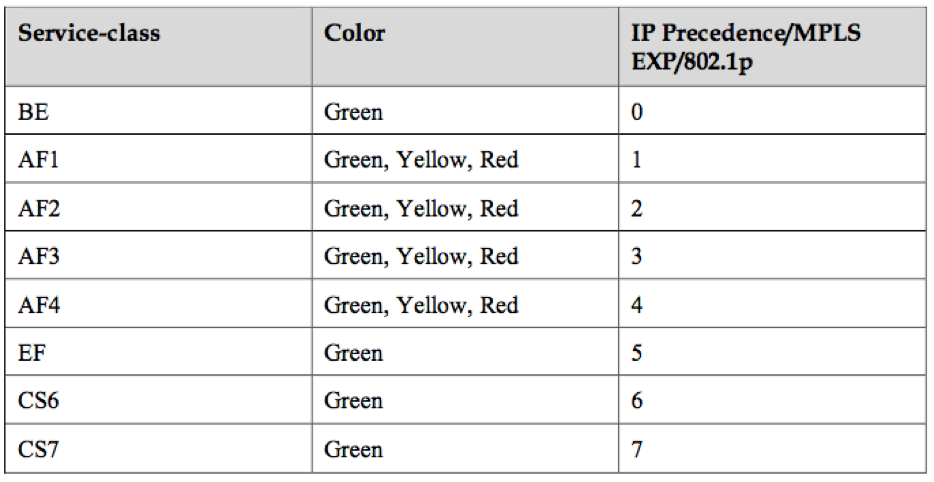 Service-class Color IP Precedence/MPLS
EXP/802.1p
BE Green 0
AF1 Green, Yellow, Red 1
AF2 Green, Yellow, Red 2
AF3 Green, Yellow, Red 3
AF4 Green, Yellow, Red 4
EF Green 5
CS6 Green 6
CS7 Green 7